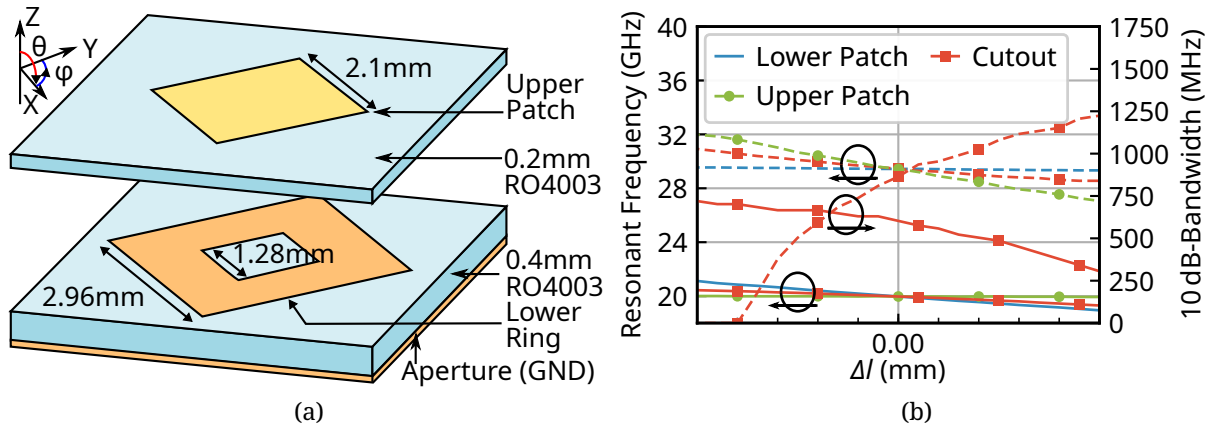 Z
θ
Y
φ
X
2.1mm
Upper
Patch
0.2mm
RO4003
1.28mm
2.96mm
0.4mm
RO4003
Lower
Ring
Aperture (GND)
(a)
Resonant Frequency (GHz)
40
36
32
28
24
20
Lower Patch
Cutout
Upper Patch
1750
1500
1250
1000
750
500
250
0
10 dB-Bandwidth (MHz)
0.00
Δl (mm)
(b)